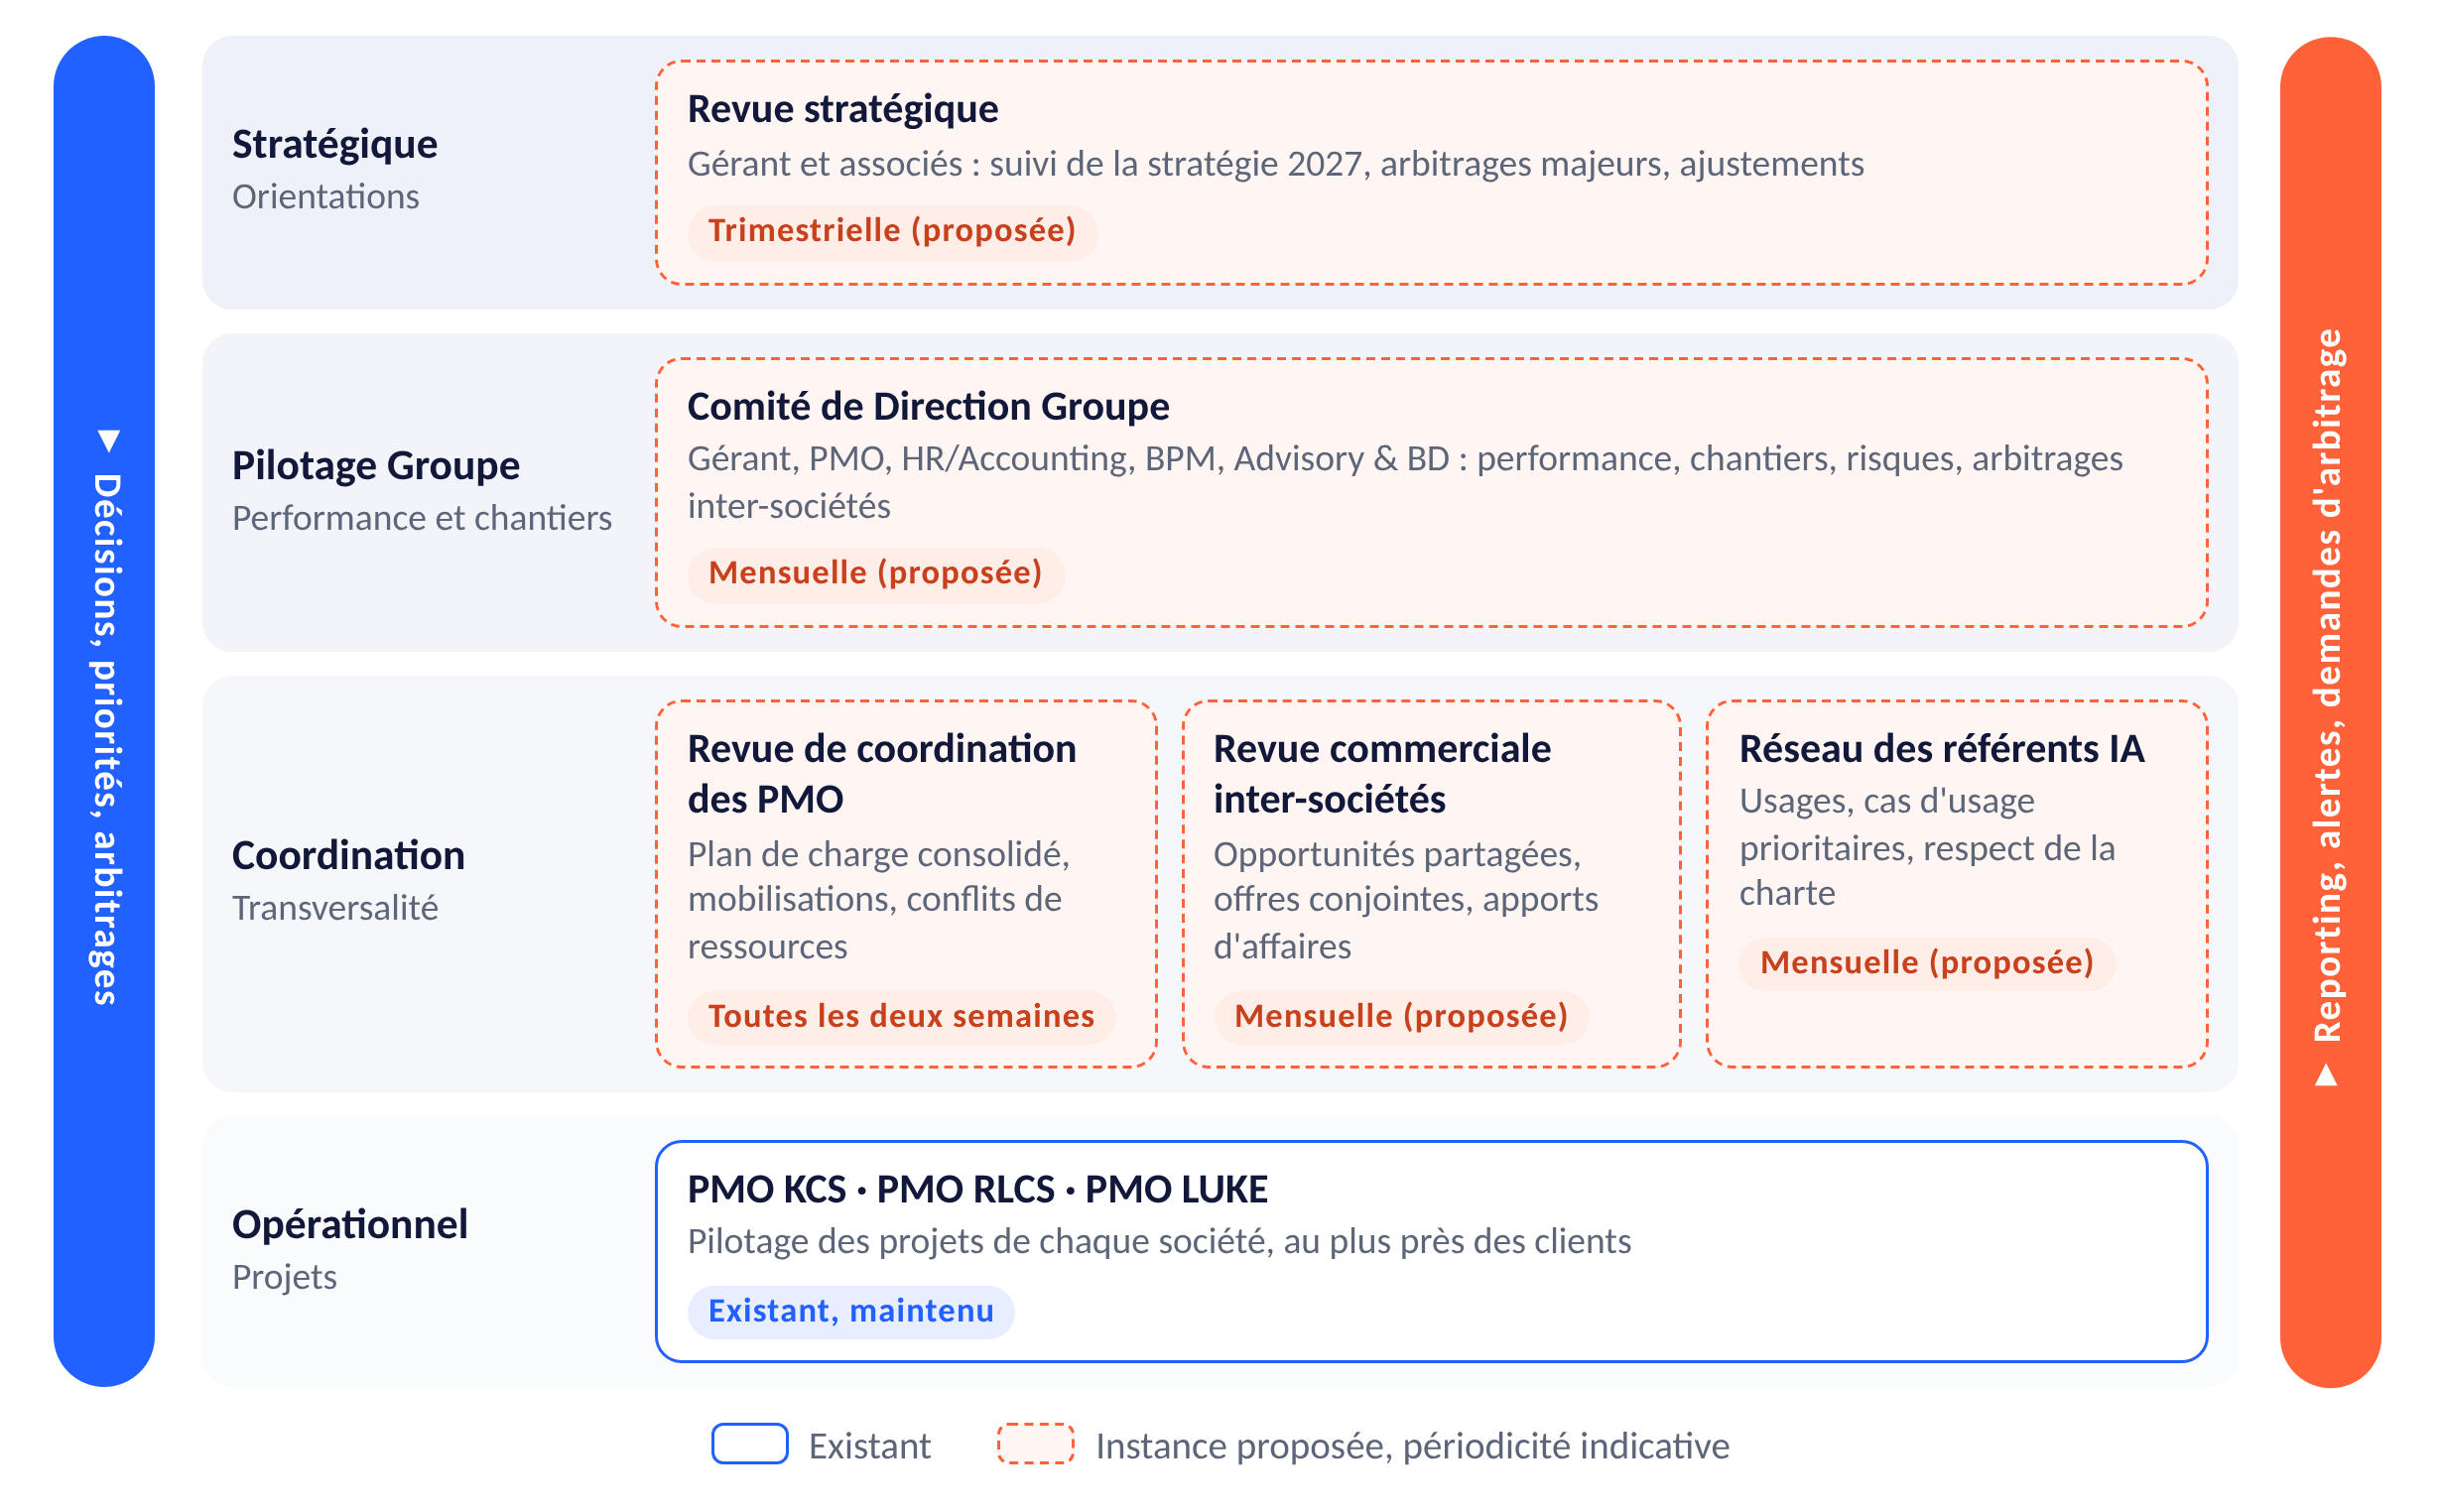 ▼ Décisions, priorités, arbitrages
Stratégique
Orientations
Revue stratégique
Gérant et associés : suivi de la stratégie 2027, arbitrages majeurs, ajustements
Trimestrielle (proposée)
Pilotage Groupe
Performance et chantiers
Comité de Direction Groupe
Gérant, PMO, HR/Accounting, BPM, Advisory & BD : performance, chantiers, risques, arbitrages
inter-sociétés
Mensuelle (proposée)
Coordination
Transversalité
Revue de coordination
des PMO
Plan de charge consolidé,
mobilisations, conflits de
ressources
Toutes les deux semaines
Revue commerciale
inter-sociétés
Opportunités partagées,
offres conjointes, apports
d'affaires
Mensuelle (proposée)
Réseau des référents IA
Usages, cas d'usage
prioritaires, respect de la
charte
Mensuelle (proposée)
Opérationnel
Projets
PMO KCS · PMO RLCS · PMO LUKE
Pilotage des projets de chaque société, au plus près des clients
Existant, maintenu
▲ Reporting, alertes, demandes d'arbitrage
Existant
Instance proposée, périodicité indicative